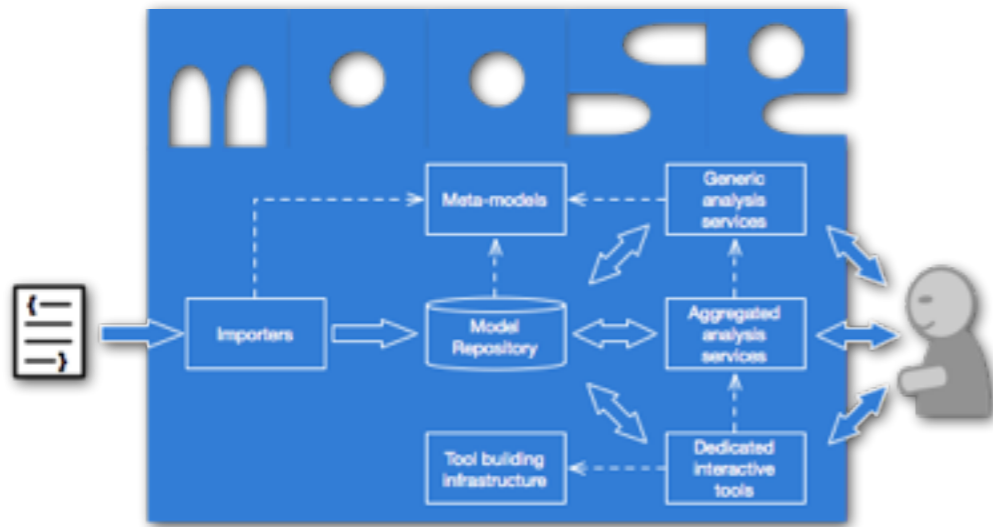 Meta-models
Generic
analysis
services
{
}
Importers
Model
Repository
Aggregated
analysis
services
Tool building
infrastructure
Dedicated
interactive
tools